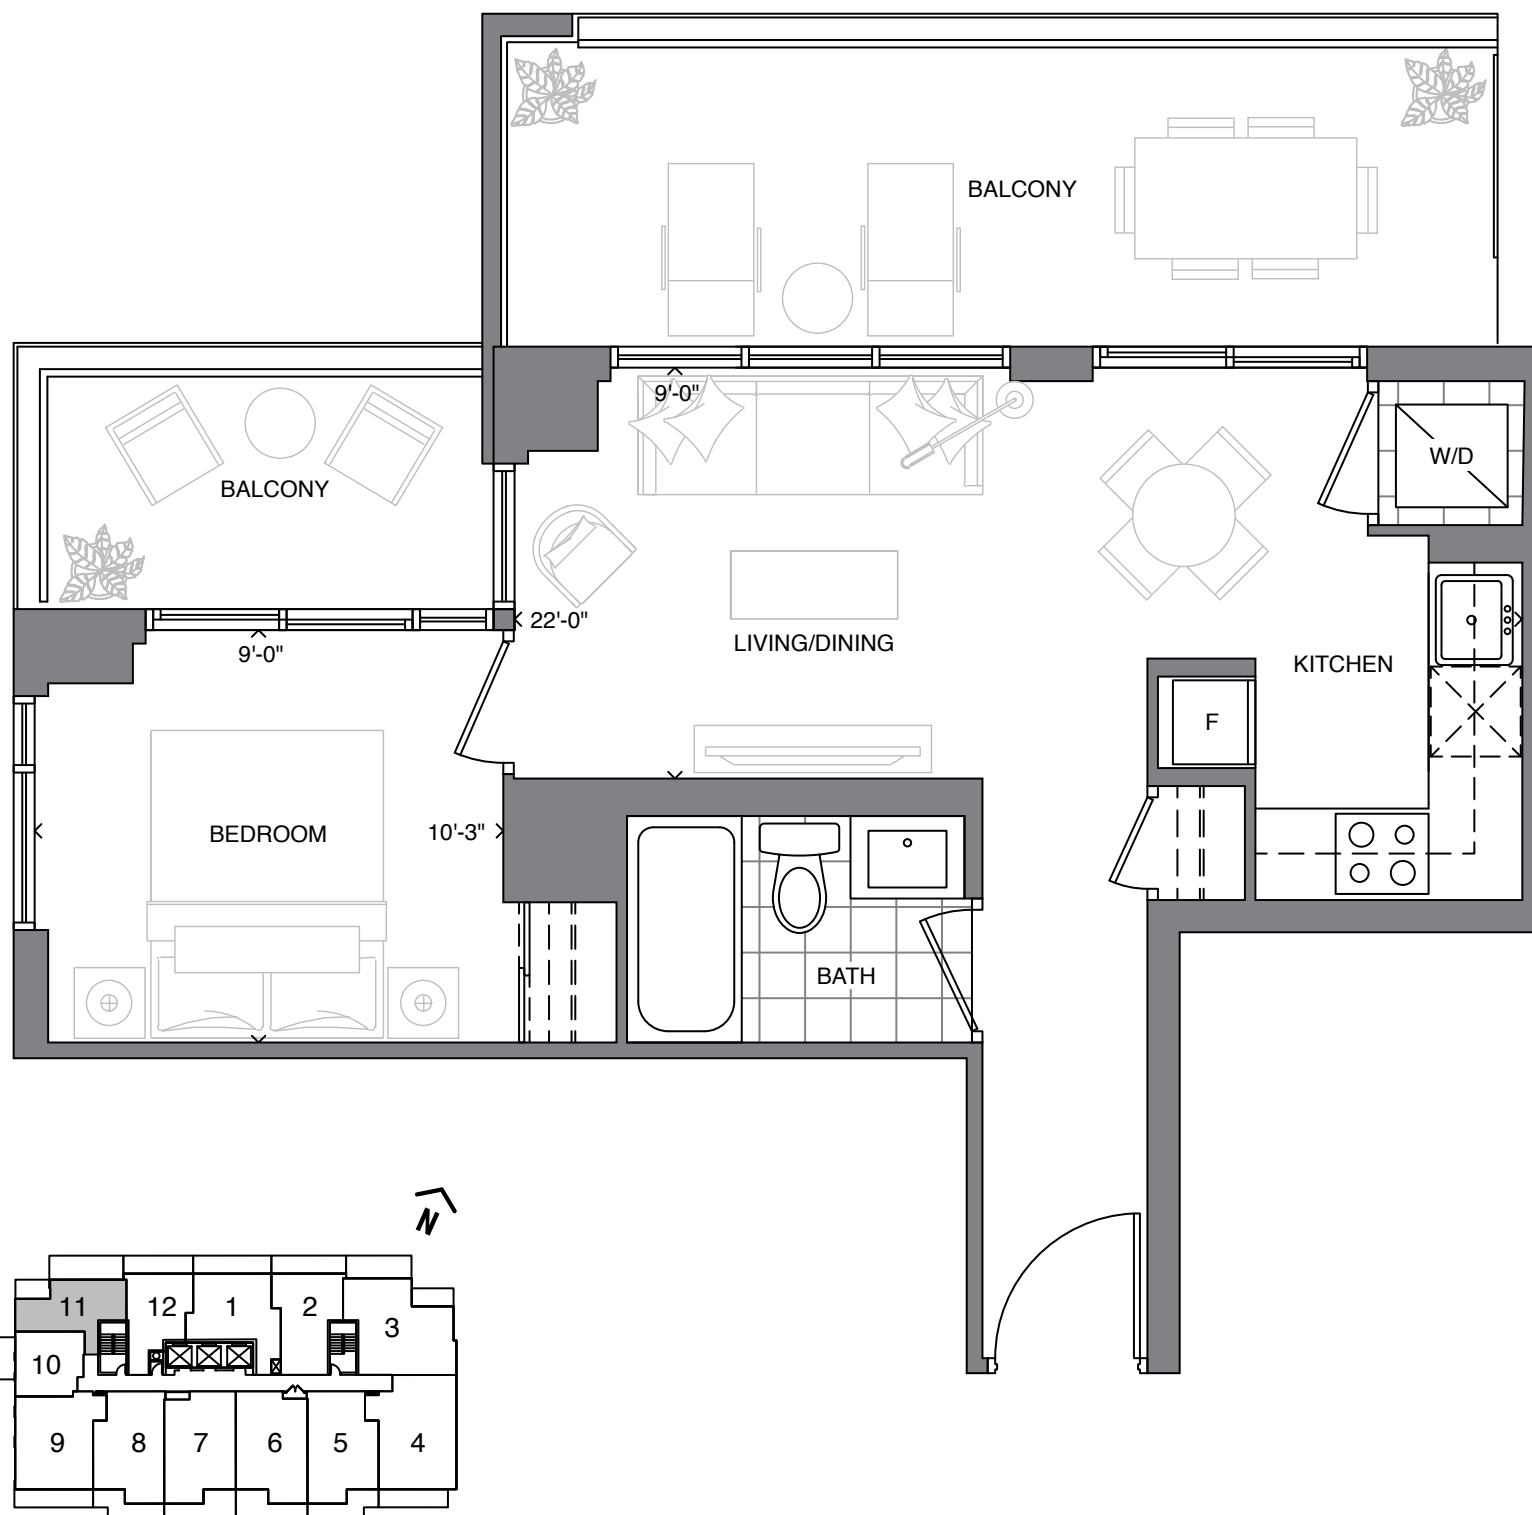 BALCONY
9'-0"
W/D
BALCONY
22'-0"
LIVING/DINING
9'-0"
KITCHEN
F
BEDROOM
10'-3"
BATH
N
11
12
1
2
3
10
9
8
7
6
5
4